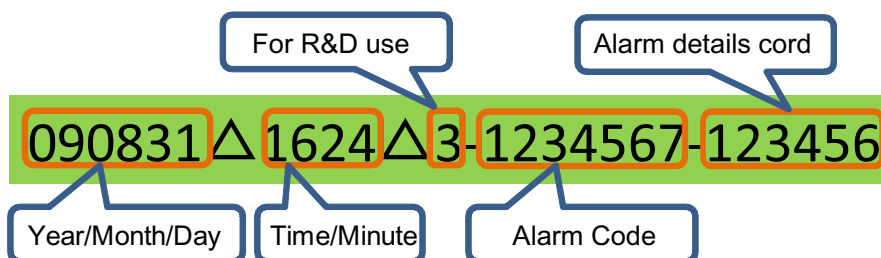 For R&D use
Alarm details cord
090831△1624△3-1234567-123456
Year/Month/Day
Time/Minute
Alarm Code